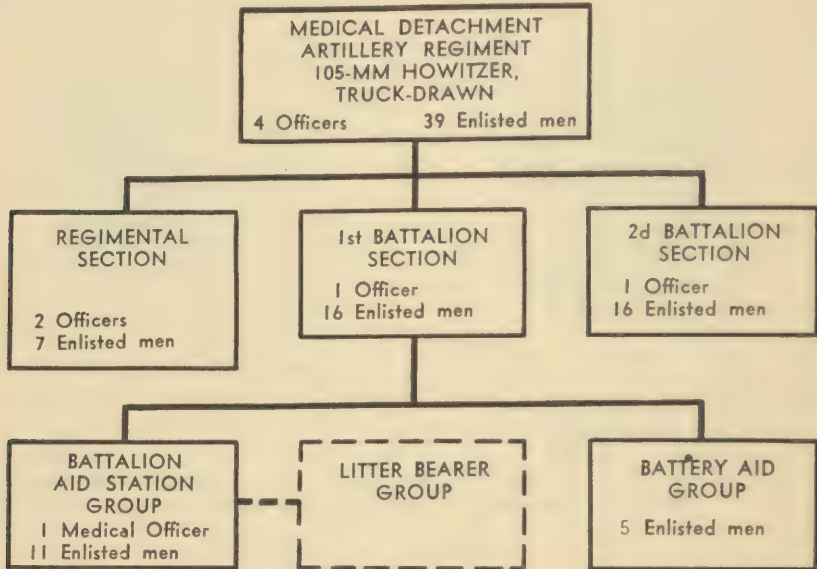 MEDICAL DETACHMENT
ARTILLERY REGIMENT
105-MM HOWITZER,
TRUCK-DRAWN
4 Officers 39 Enlisted men
REGIMENTAL
SECTION
2 Officers
7 Enlisted men
1st BATTALION
SECTION
1 Officer
16 Enlisted men
2d BATTALION
SECTION
1 Officer
16 Enlisted men
BATTALION
AID STATION
GROUP
1 Medical Officer
11 Enlisted men
LITTER BEARER
GROUP
BATTERY AID
GROUP
5 Enlisted men